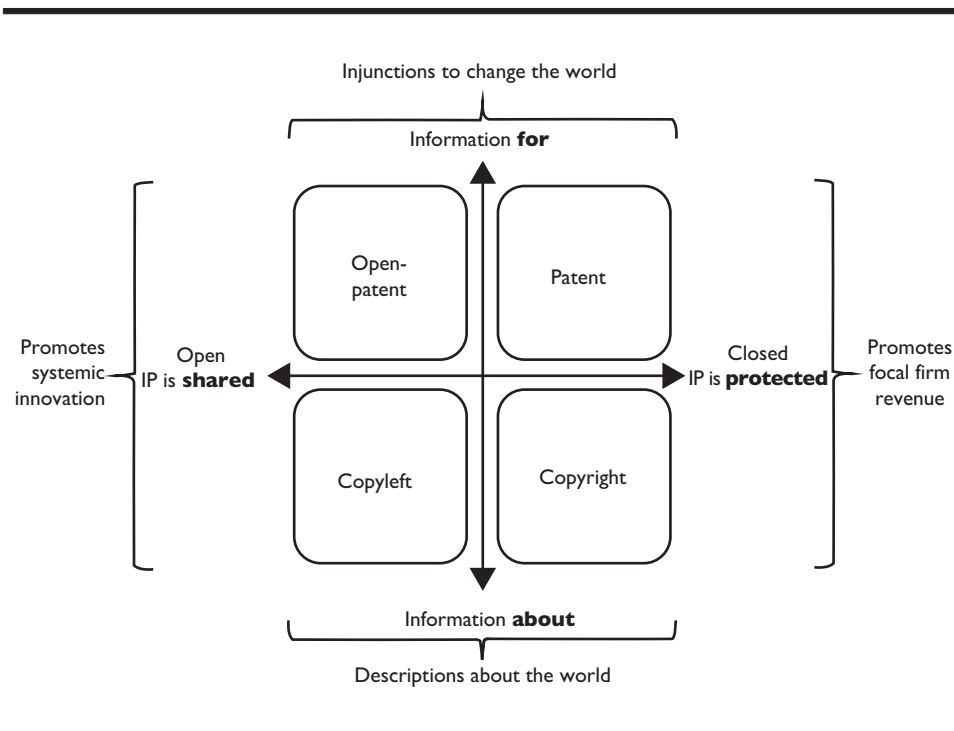 Injunctions to change the world
Information for
Open-
patent
Patent
Promotes
systemic
innovation
Open
IP is shared
Closed
IP is protected
Promotes
focal firm
revenue
Copyleft
Copyright
Information about
Descriptions about the world